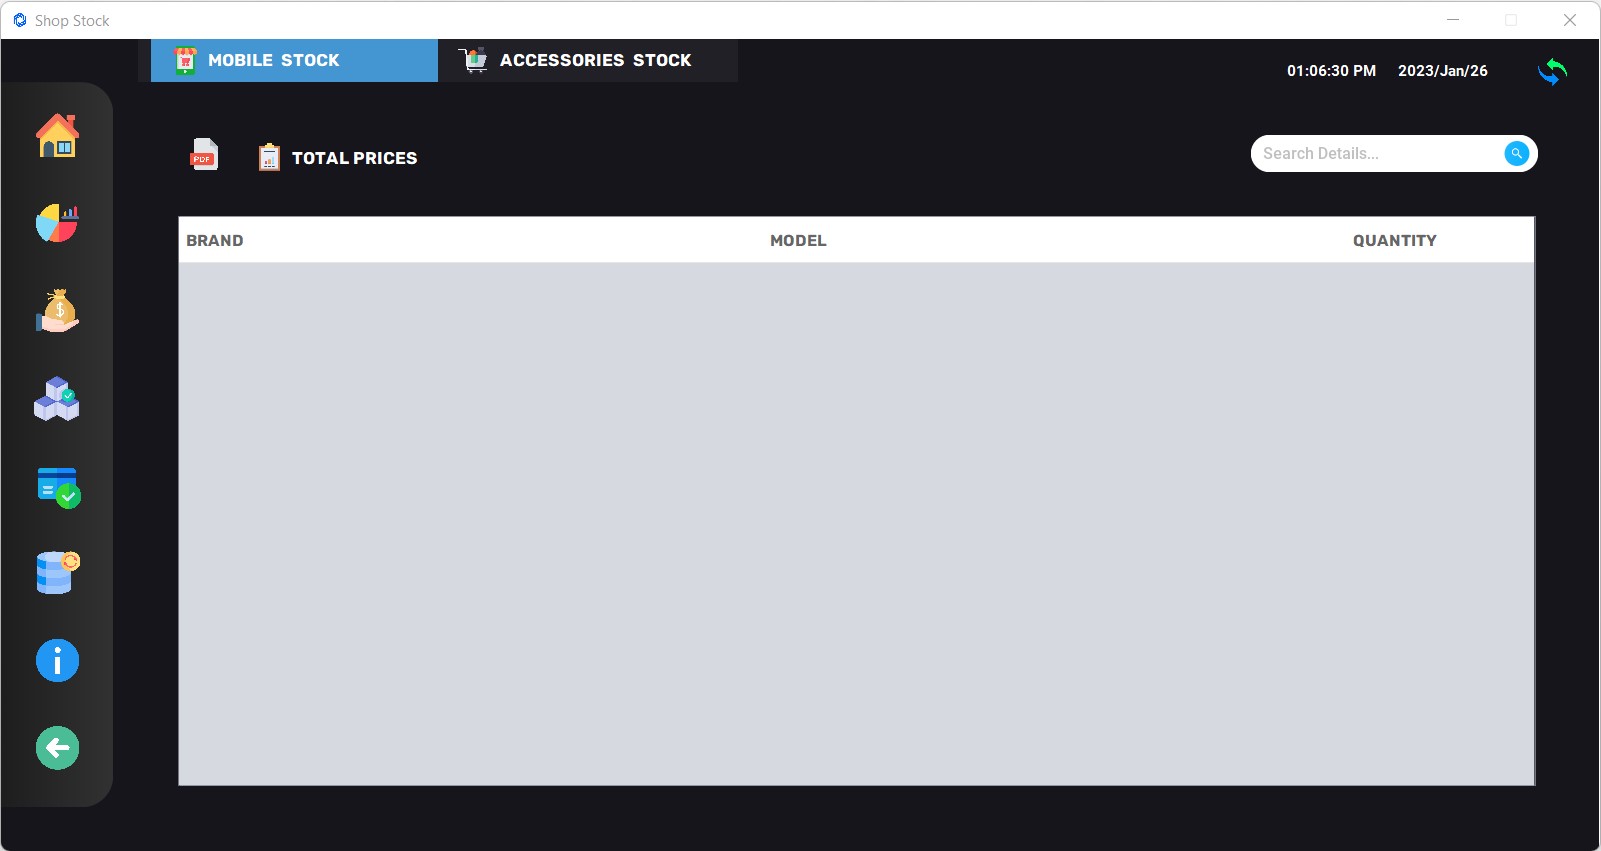 Shop Stock
MOBILE STOCK
ACCESSORIES STOCK
01:06:30 PM 2023/Jan/26
PDF
TOTAL PRICES
Search Details...
BRAND MODEL QUANTITY
$
i